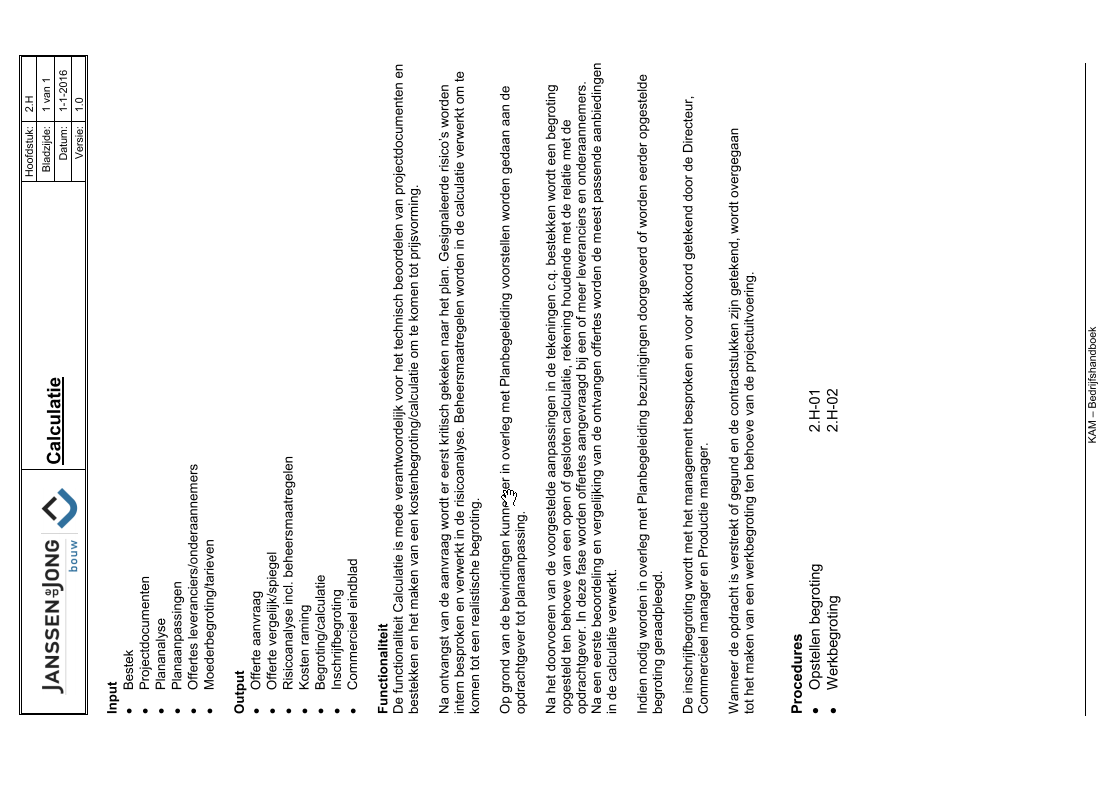 JANSSEN DE JONG
bouw
Calculatie
Hoofdstuk: 2.H
Bladzijde: 1 van 1
Datum: 1-1-2016
Versie: 1.0
Input
• Bestek
• Projectdocumenten
• Plananalyse
• Planaanpassingen
• Offertes leveranciers/onderaannemers
• Moederbegroting/tarieven
Output
• Offerte aanvraag
• Offerte vergelijk/spiegel
• Risicoanalyse incl. beheersmaatregelen
• Kosten raming
• Begroting/calculatie
• Inschrijfbegroting
• Commercieel eindblad
Functionaliteit
De functionaliteit Calculatie is mede verantwoordelijk voor het technisch beoordelen van projectdocumenten en
bestekken en het maken van een kostenbegroting/calculatie om te komen tot prijsvorming.
Na ontvangst van de aanvraag wordt er eerst kritisch gekeken naar het plan. Gesignaleerde risico's worden
intern besproken en verwerkt in de risicoanalyse. Beheersmaatregelen worden in de calculatie verwerkt om te
komen tot een realistische begroting.
Op grond van de bevindingen kunnen er in overleg met Planbegeleiding voorstellen worden gedaan aan de
opdrachtgever tot planaanpassing.
Na het doorvoeren van de voorgestelde aanpassingen in de tekeningen c.q. bestekken wordt een begroting
opgesteld ten behoeve van een open of gesloten calculatie, rekening houdende met de relatie met de
opdrachtgever. In deze fase worden offertes aangevraagd bij een of meer leveranciers en onderaannemers.
Na een eerste beoordeling en vergelijking van de ontvangen offertes worden de meest passende aanbiedingen
in de calculatie verwerkt.
Indien nodig worden in overleg met Planbegeleiding bezuinigingen doorgevoerd of worden eerder opgestelde
begroting geraadpleegd.
De inschrijfbegroting wordt met het management besproken en voor akkoord getekend door de Directeur,
Commercieel manager en Productie manager.
Wanneer de opdracht is verstrekt of gegund en de contractstukken zijn getekend, wordt overgegaan
tot het maken van een werkbegroting ten behoeve van de projectuitvoering.
Procedures
• Opstellen begroting 2.H-01
• Werkbegroting 2.H-02
KAM – Bedrijfshandboek